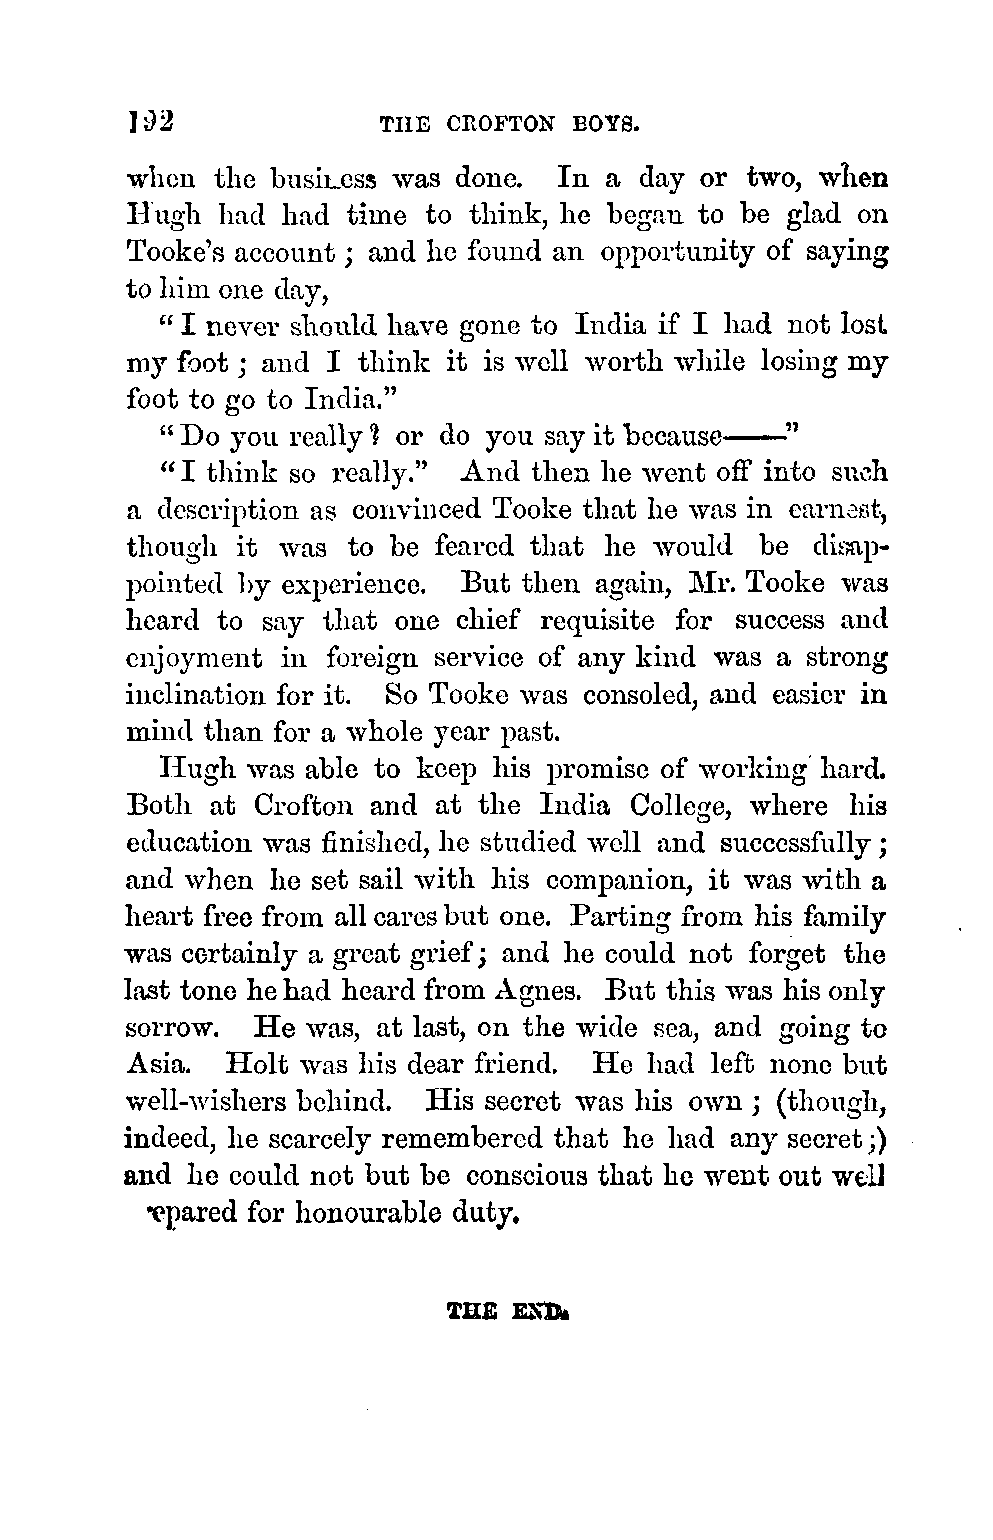 192 THE CROFTON BOYS.
when the business was done. In a day or two, when
Hugh had had time to think, he began to be glad on
Tooke's account; and he found an opportunity of saying
to him one day,
"I never should have gone to India if I had not lost
my foot; and I think it is well worth while losing my
foot to go to India."
"Do you really? or do you say it because——"
"I think so really." And then he went off into such
a description as convinced Tooke that he was in earnest,
though it was to be feared that he would be disap-
pointed by experience. But then again, Mr. Tooke was
heard to say that one chief requisite for success and
enjoyment in foreign service of any kind was a strong
inclination for it. So Tooke was consoled, and easier in
mind than for a whole year past.
Hugh was able to keep his promise of working hard.
Both at Crofton and at the India College, where his
education was finished, he studied well and successfully;
and when he set sail with his companion, it was with a
heart free from all cares but one. Parting from his family
was certainly a great grief; and he could not forget the
last tone he had heard from Agnes. But this was his only
sorrow. He was, at last, on the wide sea, and going to
Asia. Holt was his dear friend. He had left none but
well-wishers behind. His secret was his own; (though,
indeed, he scarcely remembered that he had any secret;)
and he could not but be conscious that he went out well
epared for honourable duty.
THE END.